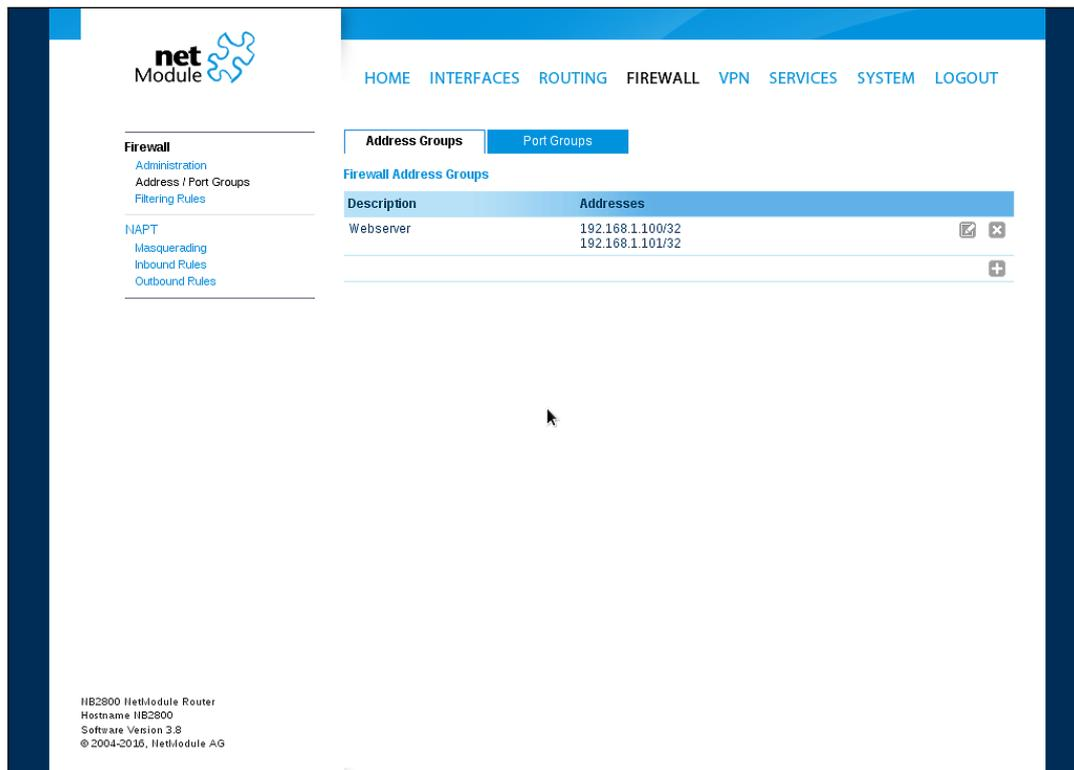 net
Module
HOME INTERFACES ROUTING FIREWALL VPN SERVICES SYSTEM LOGOUT
Firewall
Administration
Address / Port Groups
Filtering Rules
NAPT
Masquerading
Inbound Rules
Outbound Rules
Address Groups Port Groups
Firewall Address Groups
Description Addresses
Webserver 192.168.1.100/32
192.168.1.101/32
NB2800 NetModule Router
Hostname NB2800
Software Version 3.8
© 2004-2016, NetModule AG